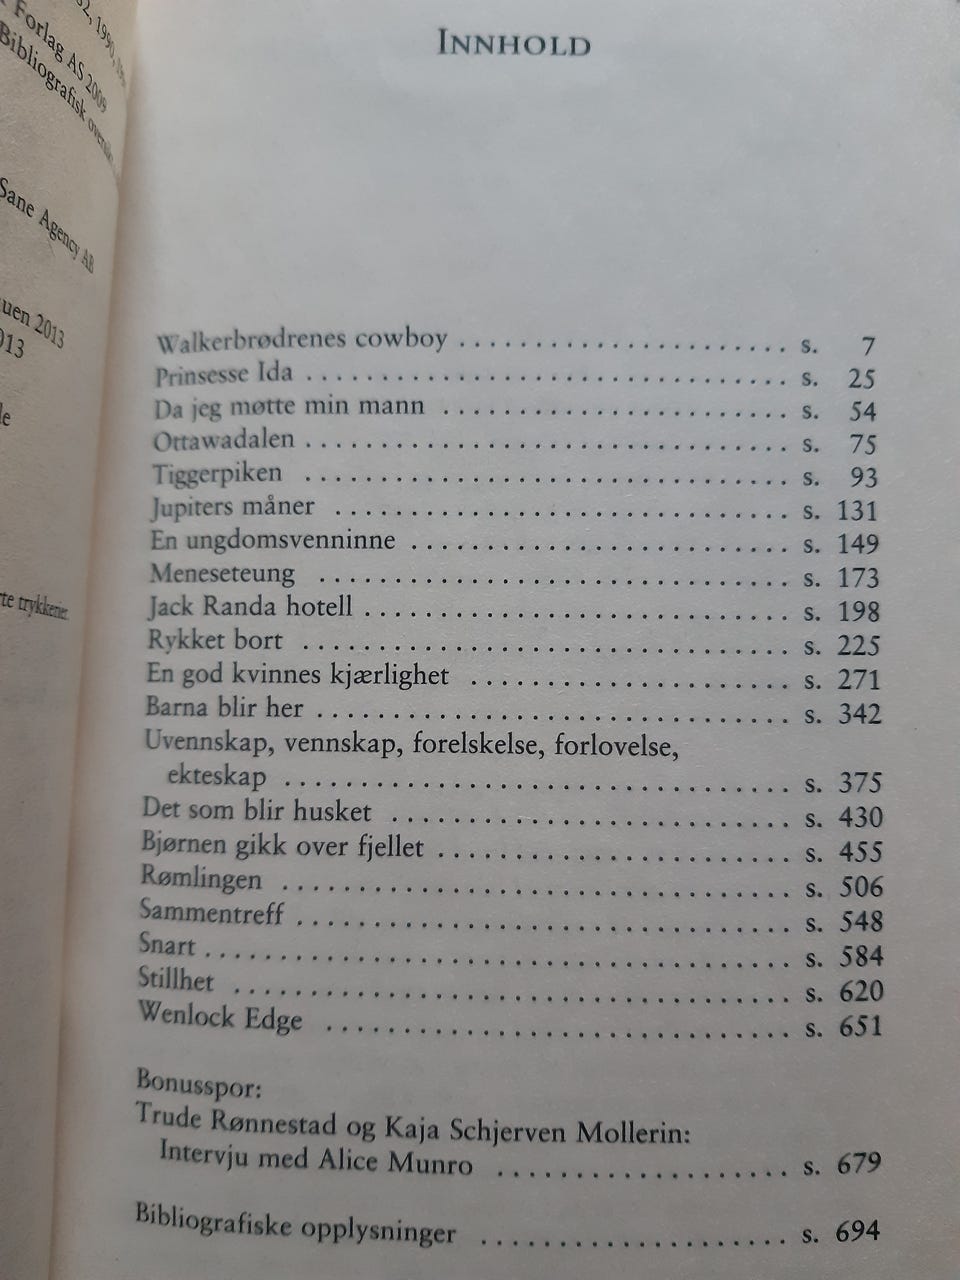 32, 1990,
Forlag AS 2009
Bibliografisk
Sane Agency AB
2013
013
trykkerier.
INNHOLD
Walkerbrødrenes cowboy . . . . . . . . . . . . . . . . . . . . . . s. 7
Prinsesse Ida . . . . . . . . . . . . . . . . . . . . . . . . . . . . . . s. 25
Da jeg møtte min mann . . . . . . . . . . . . . . . . . . . . . . s. 54
Ottawadalen . . . . . . . . . . . . . . . . . . . . . . . . . . . . . . s. 75
Tiggerpiken . . . . . . . . . . . . . . . . . . . . . . . . . . . . . . s. 93
Jupiters måner . . . . . . . . . . . . . . . . . . . . . . . . . . . . s. 131
En ungdomsvenninne . . . . . . . . . . . . . . . . . . . . . . . . s. 149
Meneseteung . . . . . . . . . . . . . . . . . . . . . . . . . . . . . s. 173
Jack Randa hotell . . . . . . . . . . . . . . . . . . . . . . . . . . s. 198
Rykket bort . . . . . . . . . . . . . . . . . . . . . . . . . . . . . . s. 225
En god kvinnes kjærlighet . . . . . . . . . . . . . . . . . . . . s. 271
Barna blir her . . . . . . . . . . . . . . . . . . . . . . . . . . . . . s. 342
Uvennskap, vennskap, forelskelse, forlovelse,
ekteskap . . . . . . . . . . . . . . . . . . . . . . . . . . . . . . . s. 375
Det som blir husket . . . . . . . . . . . . . . . . . . . . . . . . . s. 430
Bjørnen gikk over fjellet . . . . . . . . . . . . . . . . . . . . . . s. 455
Rømlingen . . . . . . . . . . . . . . . . . . . . . . . . . . . . . . . s. 506
Sammentreff . . . . . . . . . . . . . . . . . . . . . . . . . . . . . . s. 548
Snart . . . . . . . . . . . . . . . . . . . . . . . . . . . . . . . . . . . s. 584
Stillhet . . . . . . . . . . . . . . . . . . . . . . . . . . . . . . . . . . s. 620
Wenlock Edge . . . . . . . . . . . . . . . . . . . . . . . . . . . . . s. 651
Bonusspor:
Trude Rønnestad og Kaja Schjerven Mollerin:
Intervju med Alice Munro . . . . . . . . . . . . . . . . . . . s. 679
Bibliografiske opplysninger . . . . . . . . . . . . . . . . . . . s. 694